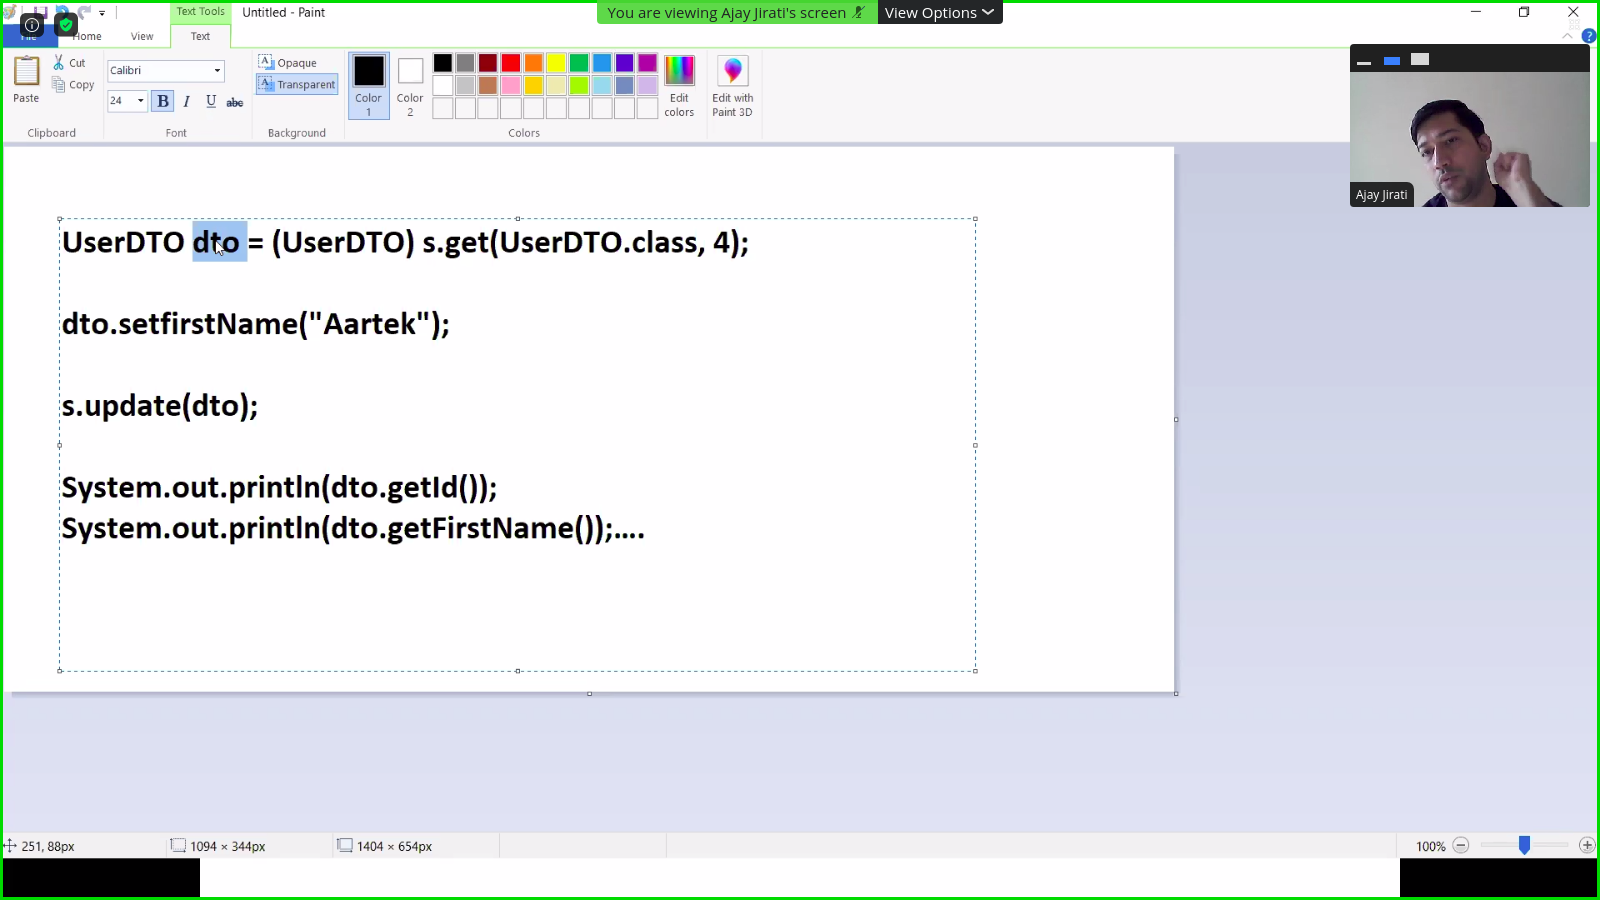 Text Tools
Untitled - Paint
You are viewing Ajay Jirati's screen
View Options
File
Home
View
Text
Paste
Cut
Copy
Clipboard
Calibri
24
B
I
U
abc
Font
A Opaque
A Transparent
Background
Color
1
Color
2
Colors
Edit
colors
Edit with
Paint 3D
Ajay Jirati
UserDTO dto = (UserDTO) s.get(UserDTO.class, 4);
dto.setfirstName("Aartek");
s.update(dto);
System.out.println(dto.getId());
System.out.println(dto.getFirstName());....
251, 88px
1094 × 344px
1404 × 654px
100%